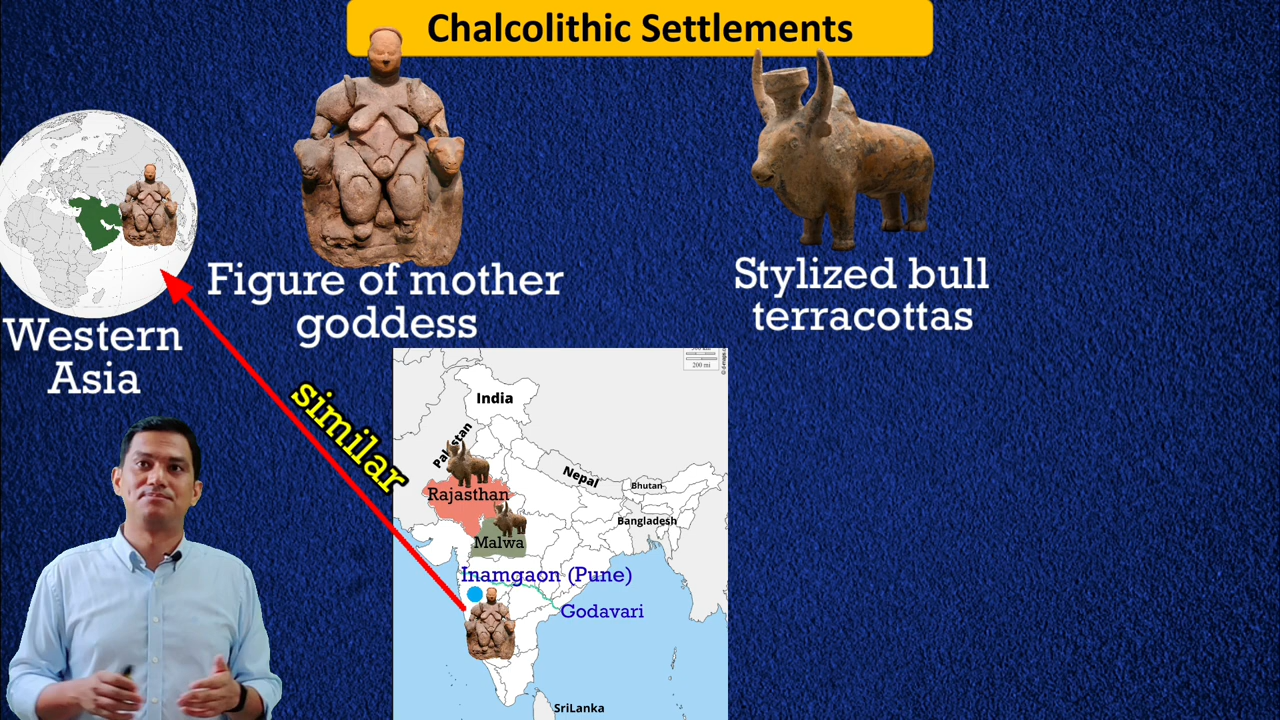 Chalcolithic Settlements
Figure of mother
goddess
Stylized bull
terracottas
Western
Asia
similar
200 mi
India
Nepal
Bhutan
Rajasthan
Bangladesh
Malwa
Inamgaon (Pune)
Godavari
SriLanka